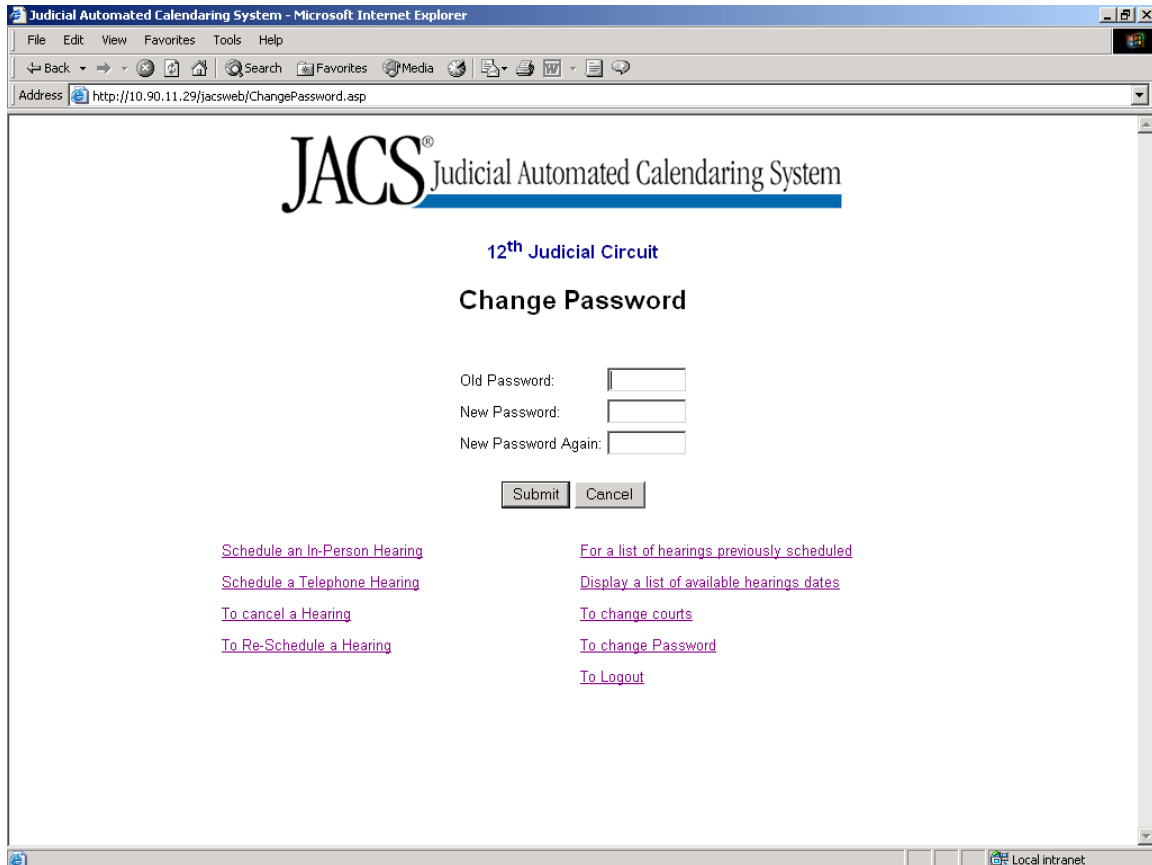 Judicial Automated Calendaring System - Microsoft Internet Explorer
File Edit View Favorites Tools Help
Back Search Favorites Media
Address http://10.90.11.29/jacsweb/ChangePassword.asp
JACS® Judicial Automated Calendaring System
12th Judicial Circuit
Change Password
Old Password:
New Password:
New Password Again:
Submit Cancel
Schedule an In-Person Hearing For a list of hearings previously scheduled
Schedule a Telephone Hearing Display a list of available hearings dates
To cancel a Hearing To change courts
To Re-Schedule a Hearing To change Password
To Logout
Local intranet